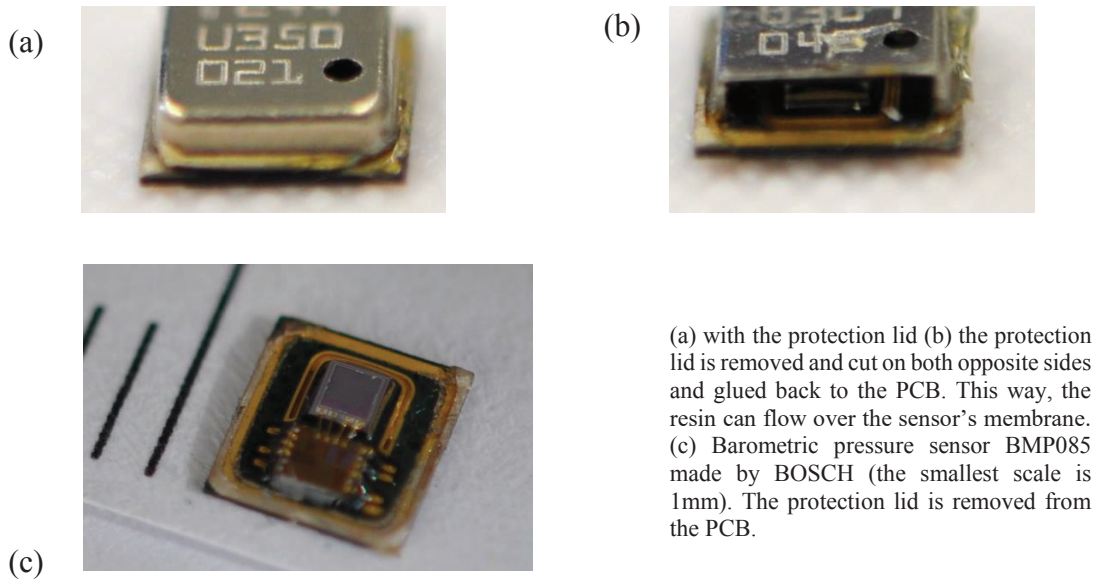 (a)
U3SD
021
(b)
04
(c)
(a) with the protection lid (b) the protection
lid is removed and cut on both opposite sides
and glued back to the PCB. This way, the
resin can flow over the sensor’s membrane.
(c) Barometric pressure sensor BMP085
made by BOSCH (the smallest scale is
1mm). The protection lid is removed from
the PCB.